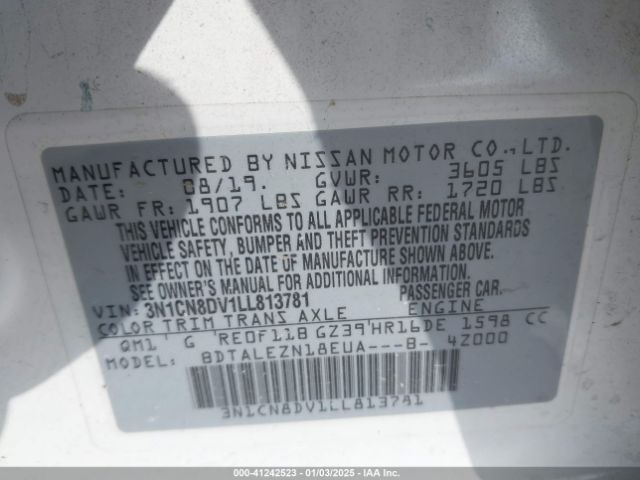 MANUFACTURED BY NISSAN MOTOR CO., LTD.
DATE: 08/19. GVWR: 3605 LBS
GAWR FR: 1907 LBS GAWR RR: 1720 LBS
THIS VEHICLE CONFORMS TO ALL APPLICABLE FEDERAL MOTOR
VEHICLE SAFETY, BUMPER AND THEFT PREVENTION STANDARDS
IN EFFECT ON THE DATE OF MANUFACTURE SHOWN ABOVE.
SEE OWNER'S MANUAL FOR ADDITIONAL INFORMATION.
VIN: 3N1CN8DV1LL813781 PASSENGER CAR.
COLOR TRIM TRANS AXLE ENGINE
QM1 G RE0F11B GZ39 HR16DE 1598 CC
BDTALEZN18EUA---B- 4Z000
3N1CN8DV1LL813781
000-41242523 | 01/03/2025 | IAAI.CA